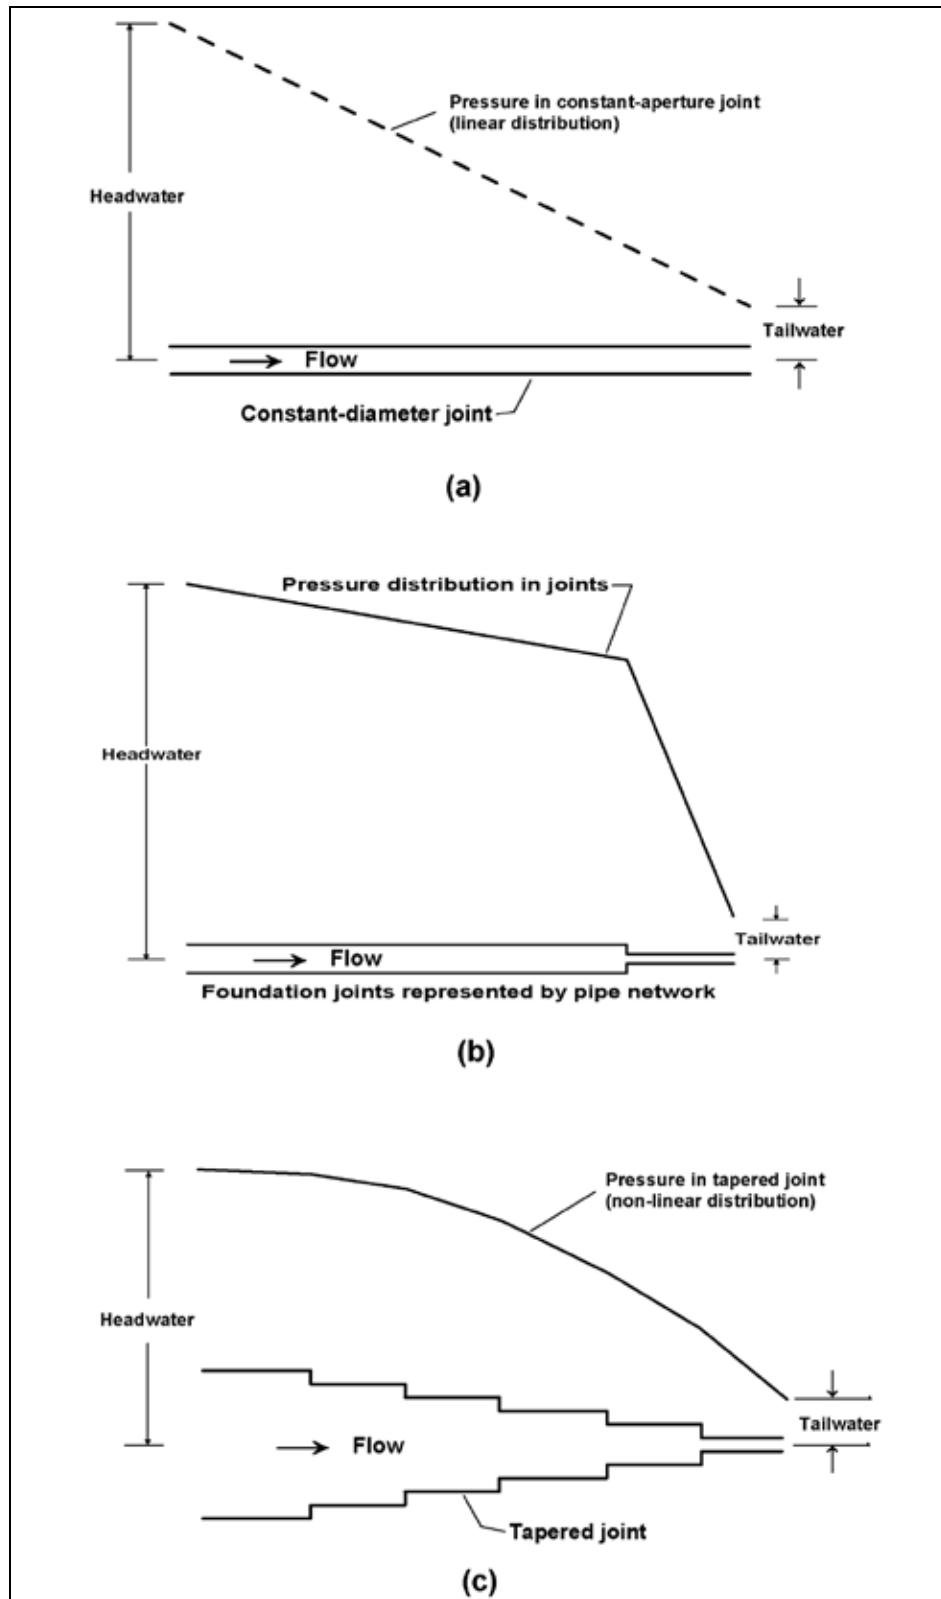 Pressure in constant-aperture joint
(linear distribution)
Headwater
Tailwater
Flow
Constant-diameter joint
(a)
Pressure distribution in joints
Headwater
Tailwater
Flow
Foundation joints represented by pipe network
(b)
Pressure in tapered joint
(non-linear distribution)
Headwater
Tailwater
Flow
Tapered joint
(c)